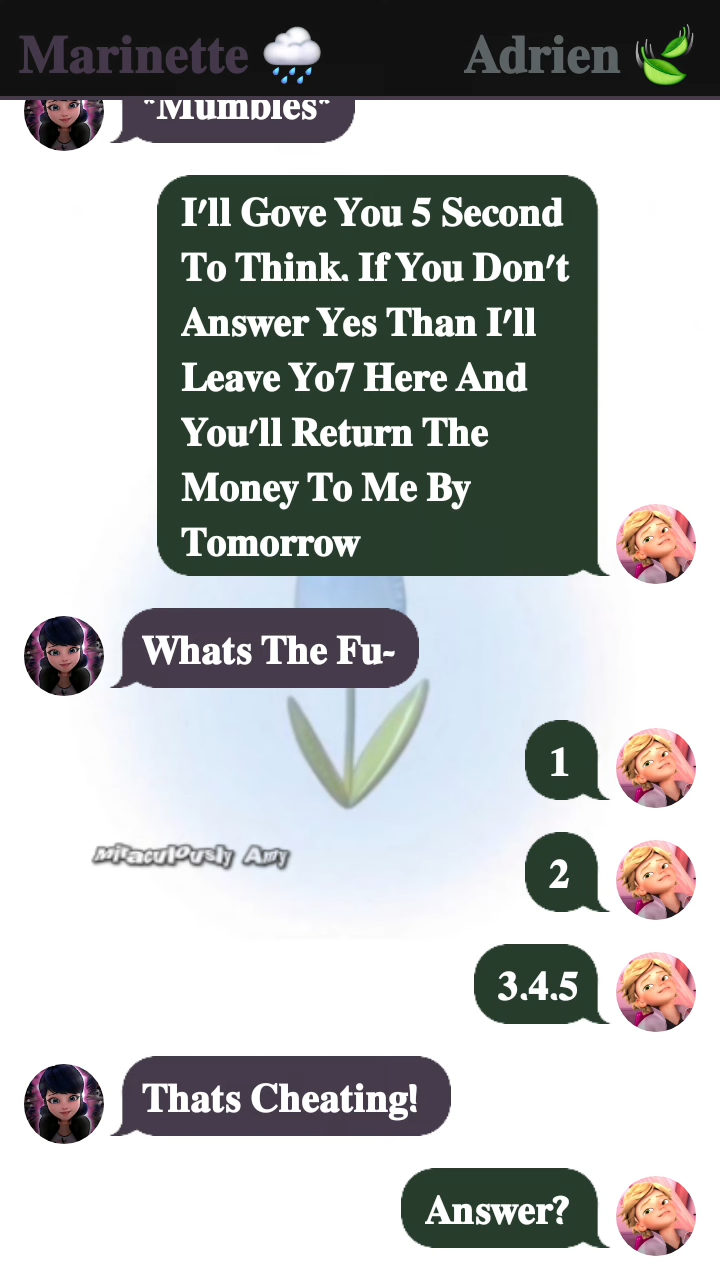 Marinette 🌧️ Adrien 🍃
*Mumbles*
I'll Gove You 5 Second
To Think. If You Don't
Answer Yes Than I'll
Leave Yo7 Here And
You'll Return The
Money To Me By
Tomorrow
Whats The Fu-
1
2
Miraculously Amy
3.4.5
Thats Cheating!
Answer?